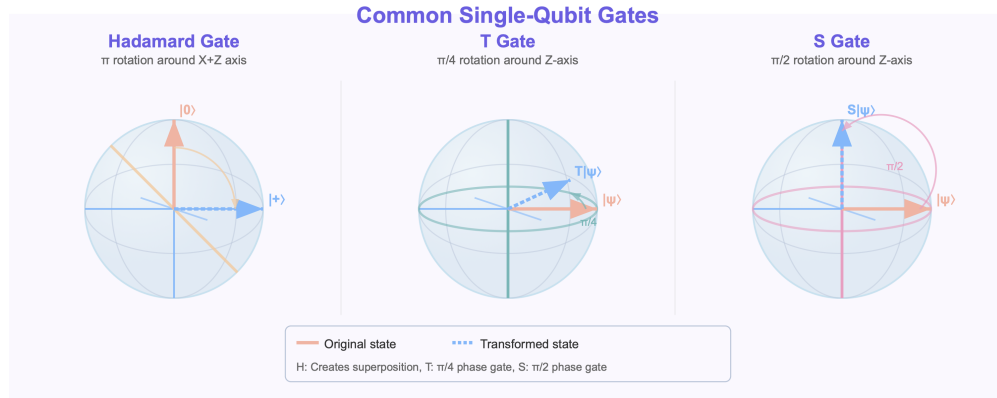 Common Single-Qubit Gates
Hadamard Gate
π rotation around X+Z axis
|0⟩
|+⟩
T Gate
π/4 rotation around Z-axis
T|ψ⟩
|ψ⟩
π/4
S Gate
π/2 rotation around Z-axis
S|ψ⟩
π/2
|ψ⟩
Original state
Transformed state
H: Creates superposition, T: π/4 phase gate, S: π/2 phase gate